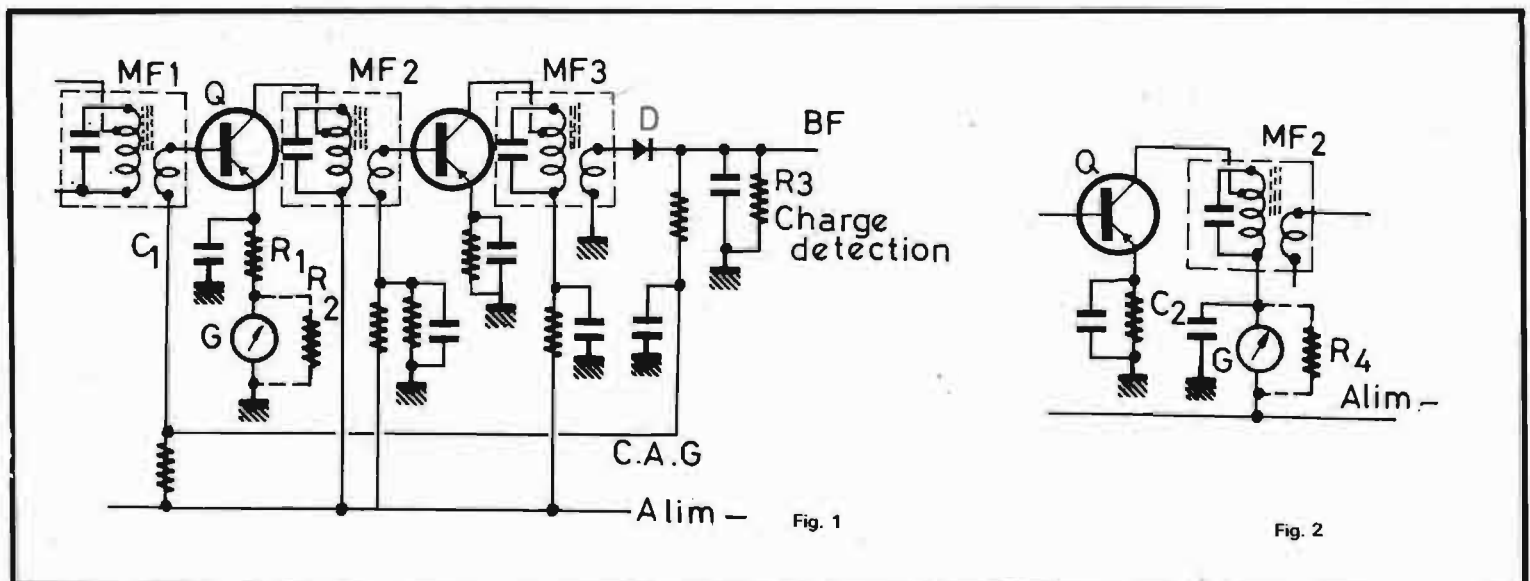 MF1
Q
MF2
MF3
D
BF
C1
R1
R2
G
R3
Charge
detection
C.A.G
Alim –
Fig. 1
Q
MF2
C2
G
R4
Alim –
Fig. 2